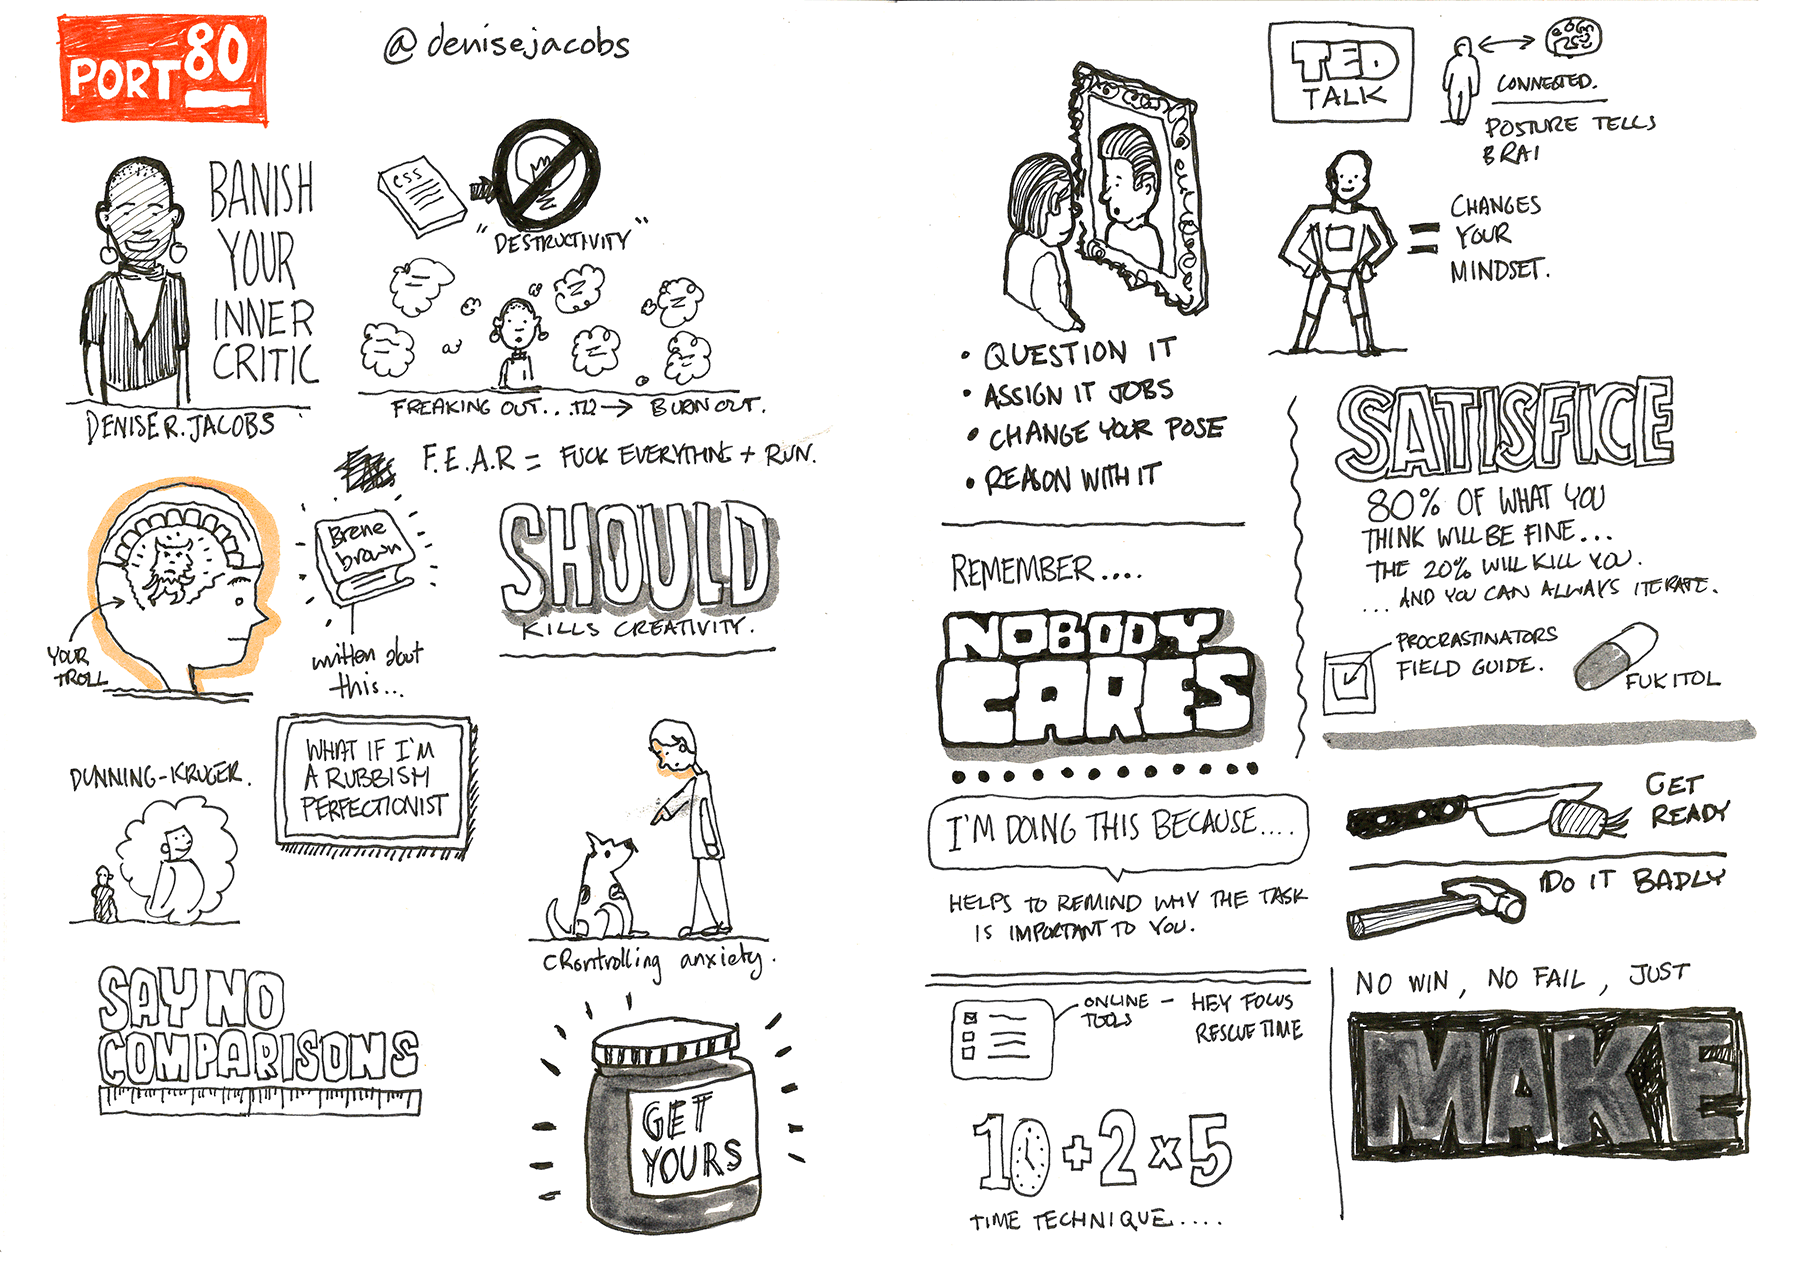 PORT 80
@denisejacobs
BANISH
YOUR
INNER
CRITIC
DENISE R. JACOBS
CSS
"DESTRUCTIVITY"
FREAKING OUT... → BURNOUT.
F.E.A.R = FUCK EVERYTHING + RUN.
YOUR
TROLL
Brene
brown
written about
this...
SHOULD
KILLS CREATIVITY.
DUNNING-KRUGER.
WHAT IF I'M
A RUBBISH
PERFECTIONIST
CRontrolling anxiety.
SAY NO
COMPARISONS
GET
YOURS
TED
TALK
CONNECTED.
POSTURE TELLS
BRAI
= CHANGES
YOUR
MINDSET.
• QUESTION IT
• ASSIGN IT JOBS
• CHANGE YOUR POSE
• REASON WITH IT
REMEMBER....
NOBODY
CARES
I'M DOING THIS BECAUSE....
HELPS TO REMIND WHY THE TASK
IS IMPORTANT TO YOU.
ONLINE –
TOOLS
HEY FOCUS
RESCUETIME
10 + 2 x 5
TIME TECHNIQUE....
SATISFICE
80% OF WHAT YOU
THINK WILL BE FINE...
THE 20% WILL KILL YOU.
... AND YOU CAN ALWAYS ITERATE.
PROCRASTINATORS
FIELD GUIDE.
FUKITOL
GET
READY
DO IT BADLY
NO WIN, NO FAIL, JUST
MAKE